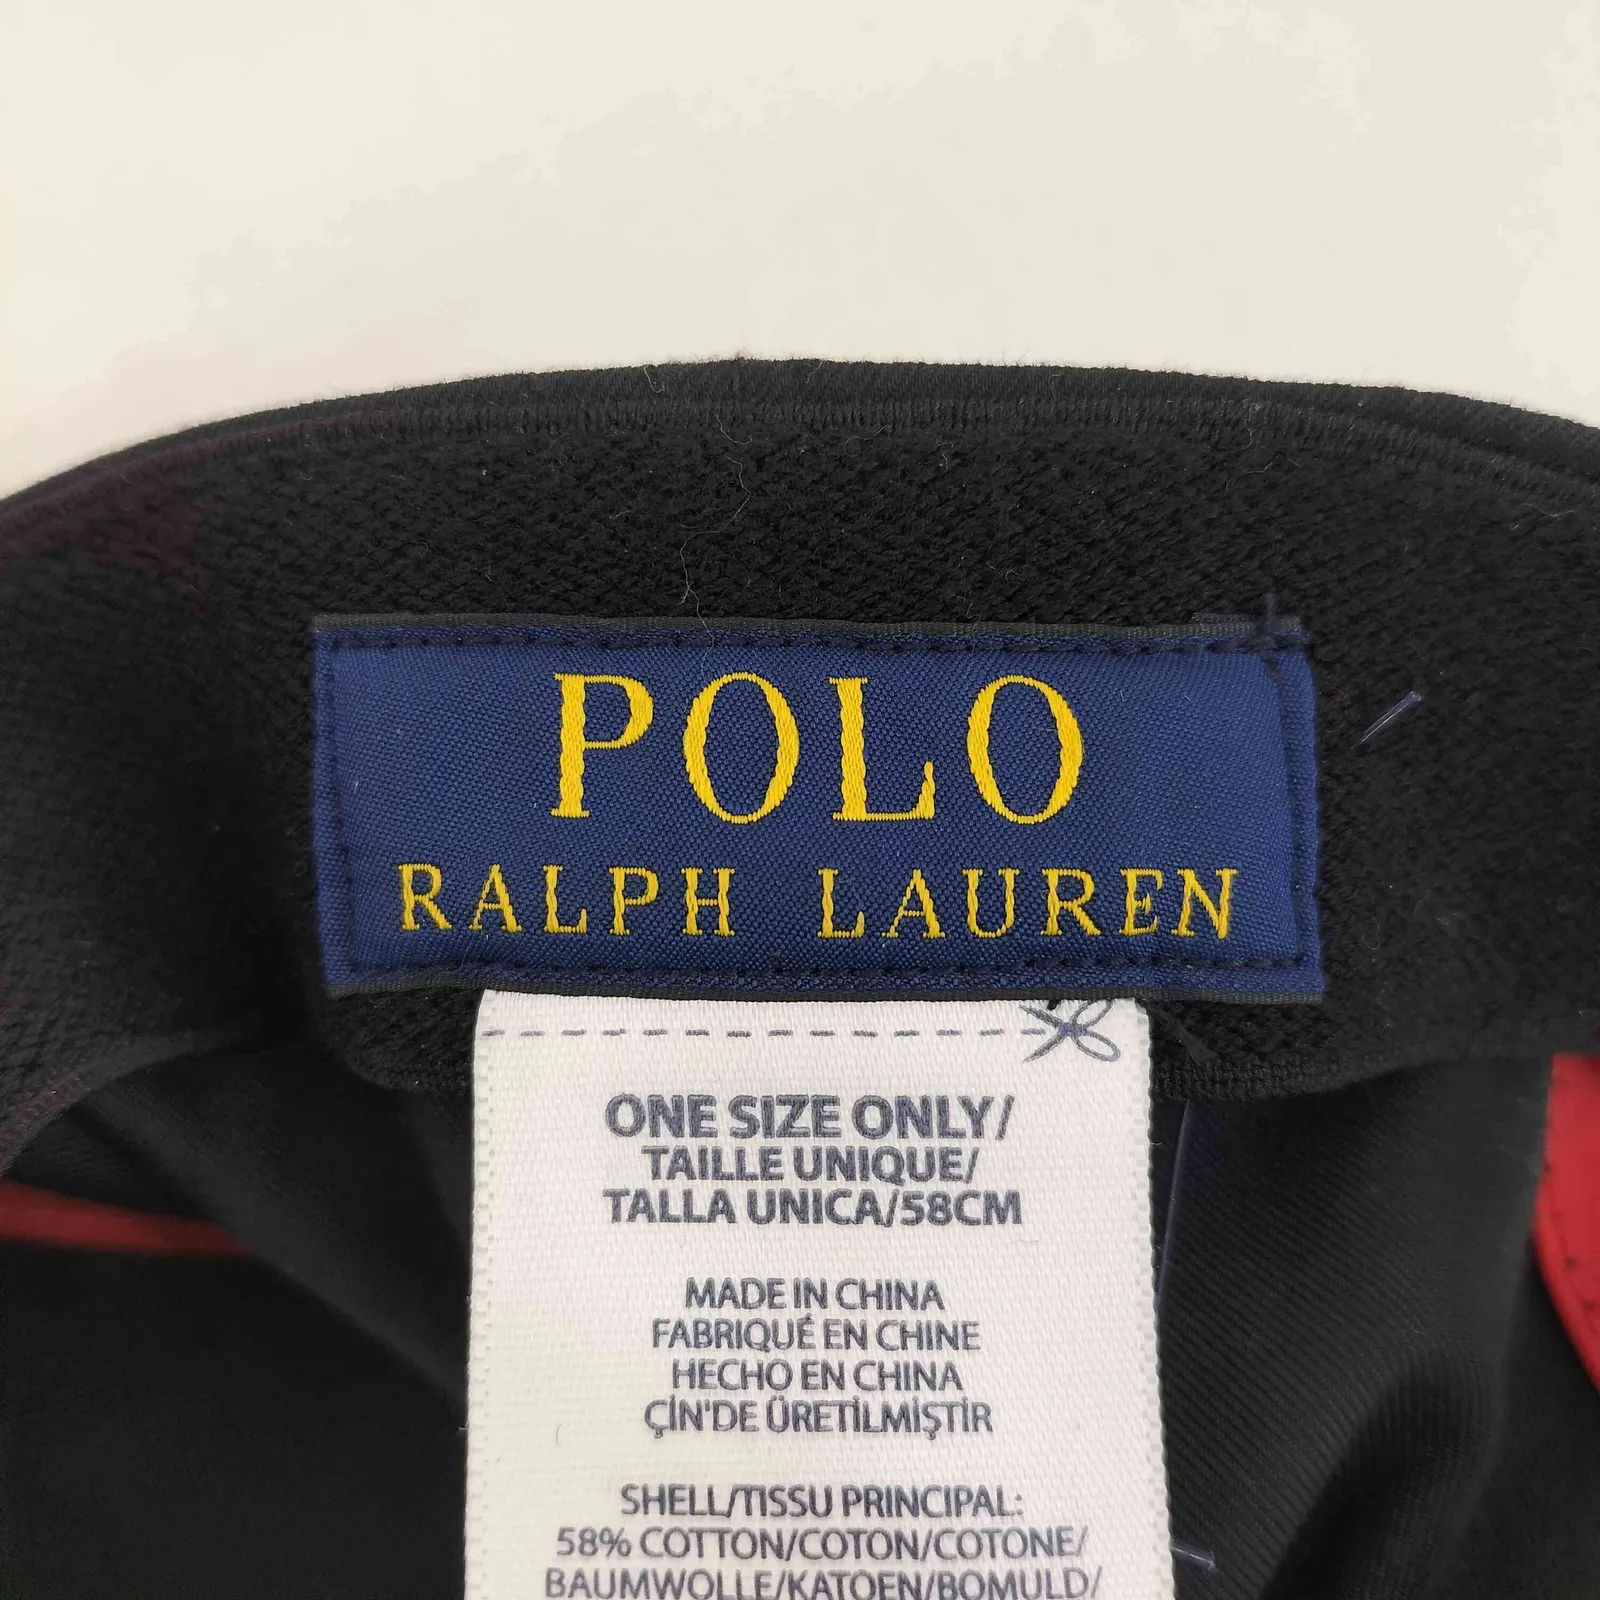 POLO
RALPH LAUREN
ONE SIZE ONLY/
TAILLE UNIQUE/
TALLA UNICA/58CM
MADE IN CHINA
FABRIQUÉ EN CHINE
HECHO EN CHINA
ÇİN'DE ÜRETİLMİŞTİR
SHELL/TISSU PRINCIPAL:
58% COTTON/COTON/COTONE/
BAUMWOLLE/KATOEN/BOMULD/